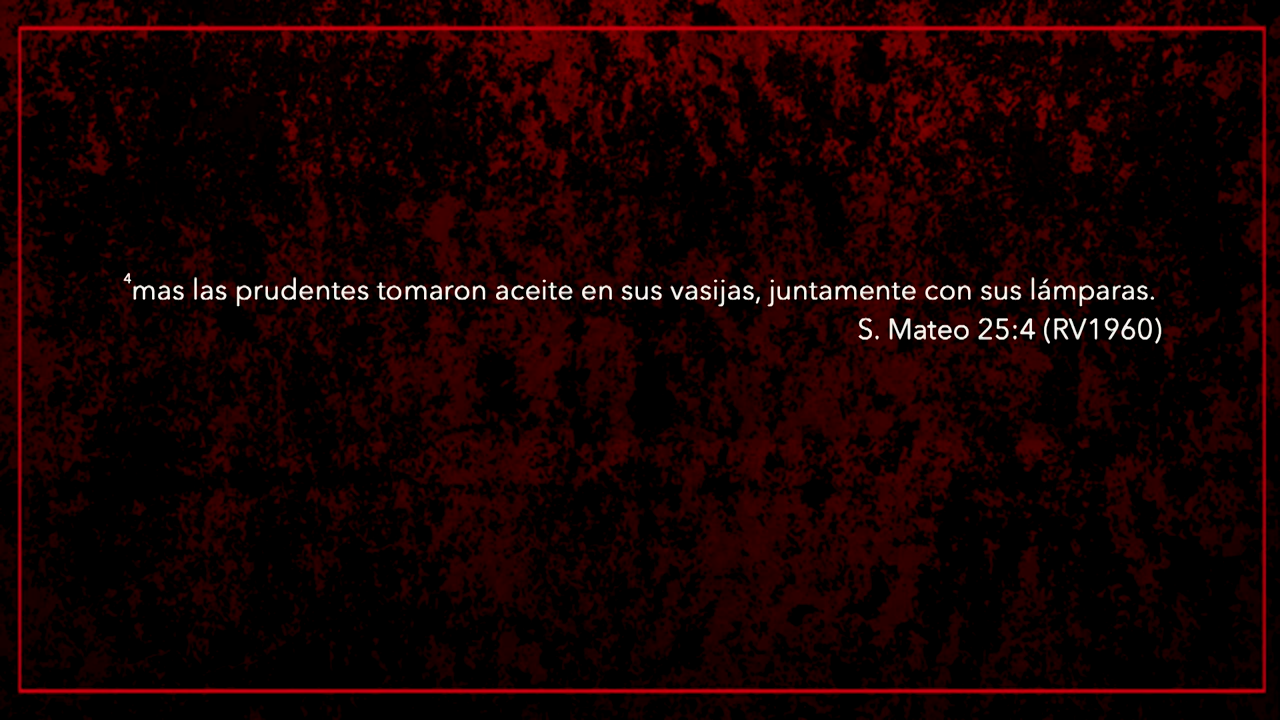 ⁴mas las prudentes tomaron aceite en sus vasijas, juntamente con sus lámparas.
S. Mateo 25:4 (RV1960)